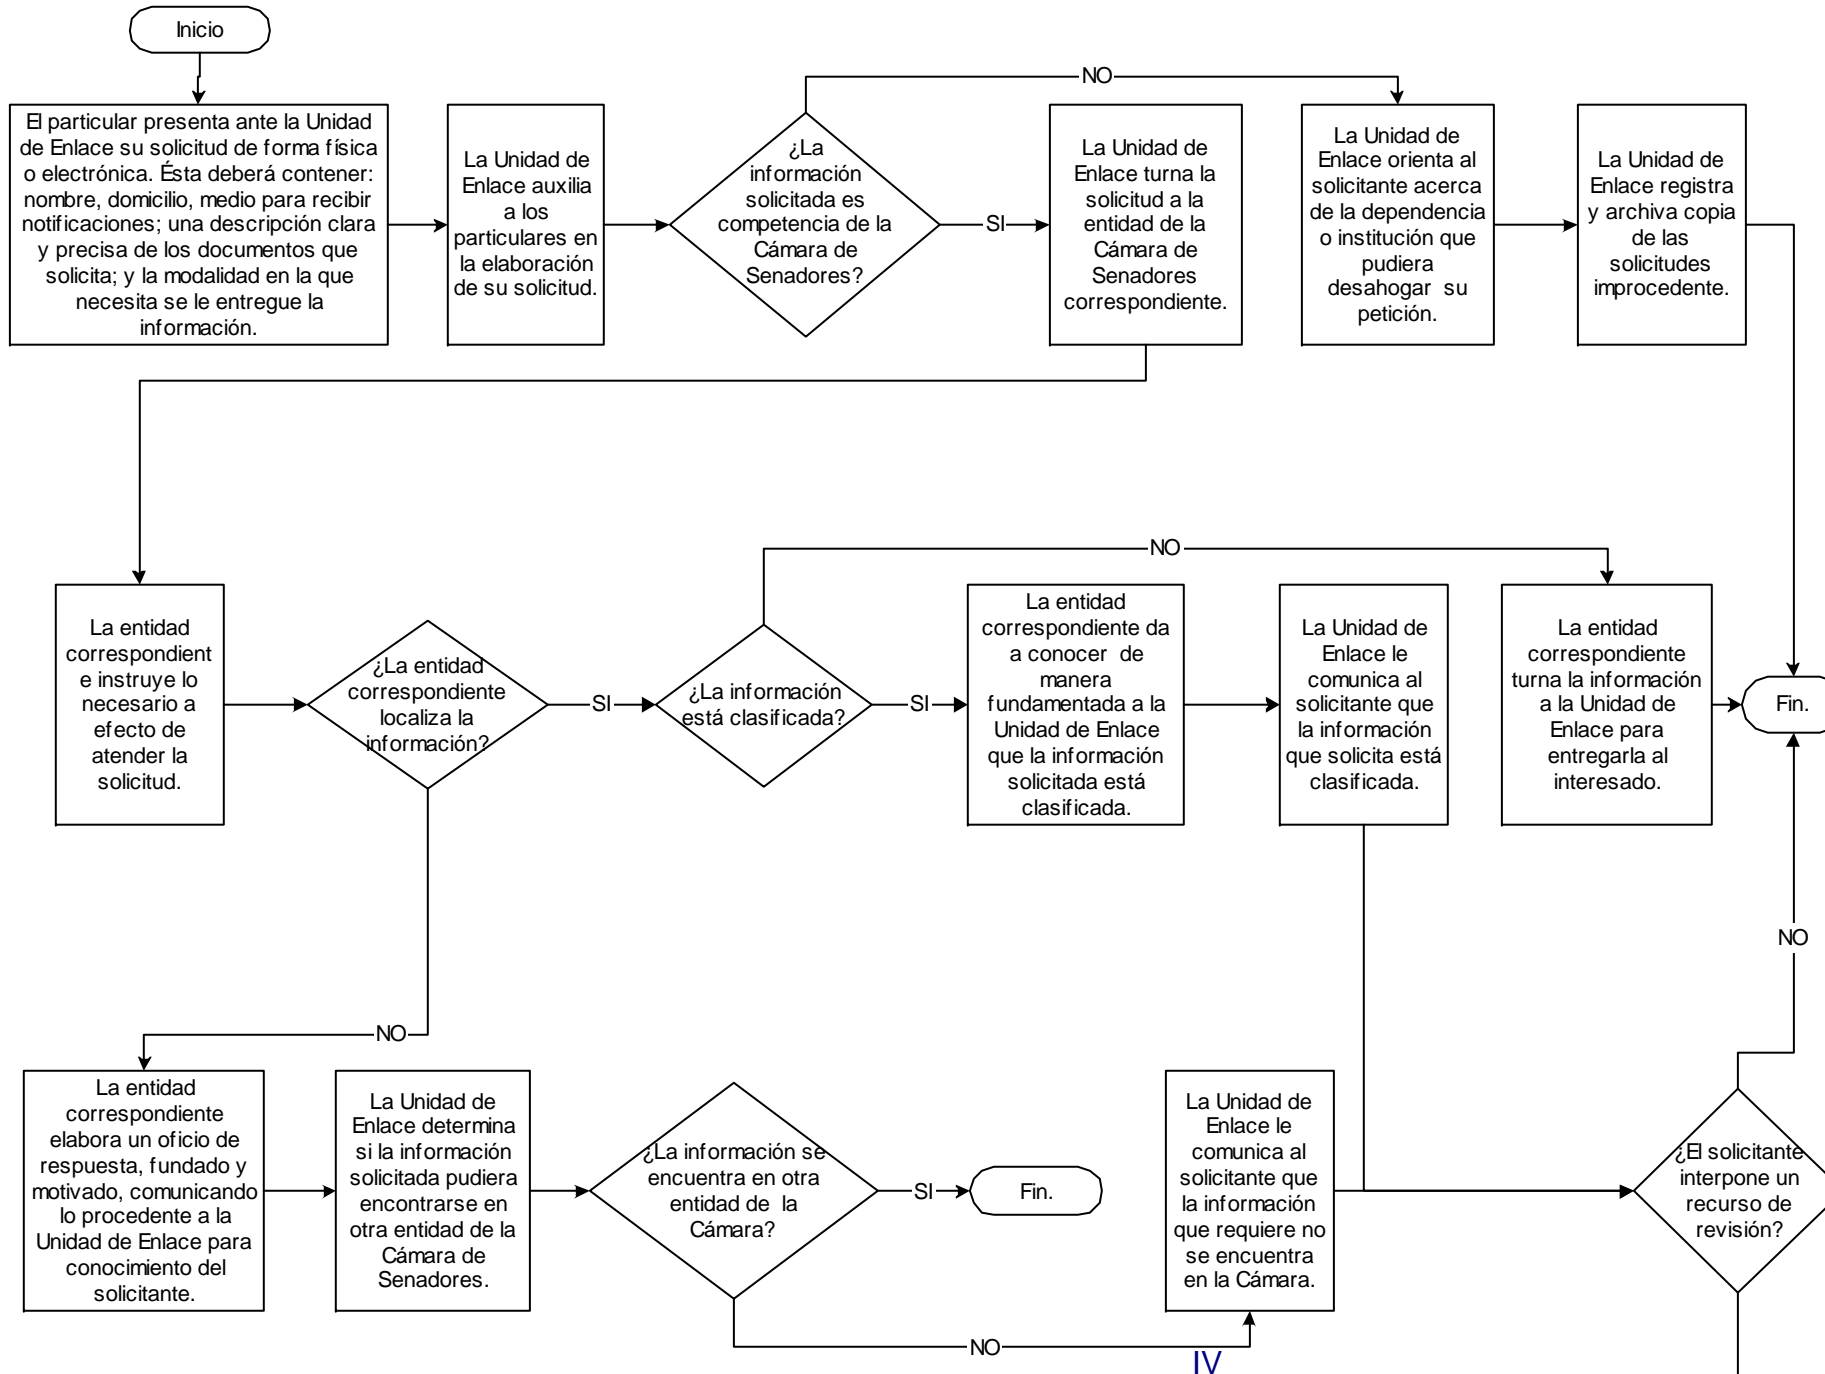 Inicio
El particular presenta ante la Unidad
de Enlace su solicitud de forma física
o electrónica. Ésta deberá contener:
nombre, domicilio, medio para recibir
notificaciones; una descripción clara
y precisa de los documentos que
solicita; y la modalidad en la que
necesita se le entregue la
información.
La Unidad de
Enlace auxilia
a los
particulares en
la elaboración
de su solicitud.
¿La
información
solicitada es
competencia de la
Cámara de
Senadores?
NO
SI
La Unidad de
Enlace turna la
solicitud a la
entidad de la
Cámara de
Senadores
correspondiente.
La Unidad de
Enlace orienta al
solicitante acerca
de la dependencia
o institución que
pudiera
desahogar su
petición.
La Unidad de
Enlace registra
y archiva copia
de las
solicitudes
improcedente.
La entidad
correspondient
e instruye lo
necesario a
efecto de
atender la
solicitud.
¿La entidad
correspondiente
localiza la
información?
SI
¿La información
está clasificada?
NO
SI
La entidad
correspondiente da
a conocer de
manera
fundamentada a la
Unidad de Enlace
que la información
solicitada está
clasificada.
La Unidad de
Enlace le
comunica al
solicitante que
la información
que solicita está
clasificada.
La entidad
correspondiente
turna la información
a la Unidad de
Enlace para
entregarla al
interesado.
Fin.
NO
NO
La entidad
correspondiente
elabora un oficio de
respuesta, fundado y
motivado, comunicando
lo procedente a la
Unidad de Enlace para
conocimiento del
solicitante.
La Unidad de
Enlace determina
si la información
solicitada pudiera
encontrarse en
otra entidad de la
Cámara de
Senadores.
¿La información se
encuentra en otra
entidad de la
Cámara?
SI
Fin.
La Unidad de
Enlace le
comunica al
solicitante que
la información
que requiere no
se encuentra
en la Cámara.
¿El solicitante
interpone un
recurso de
revisión?
NO
IV